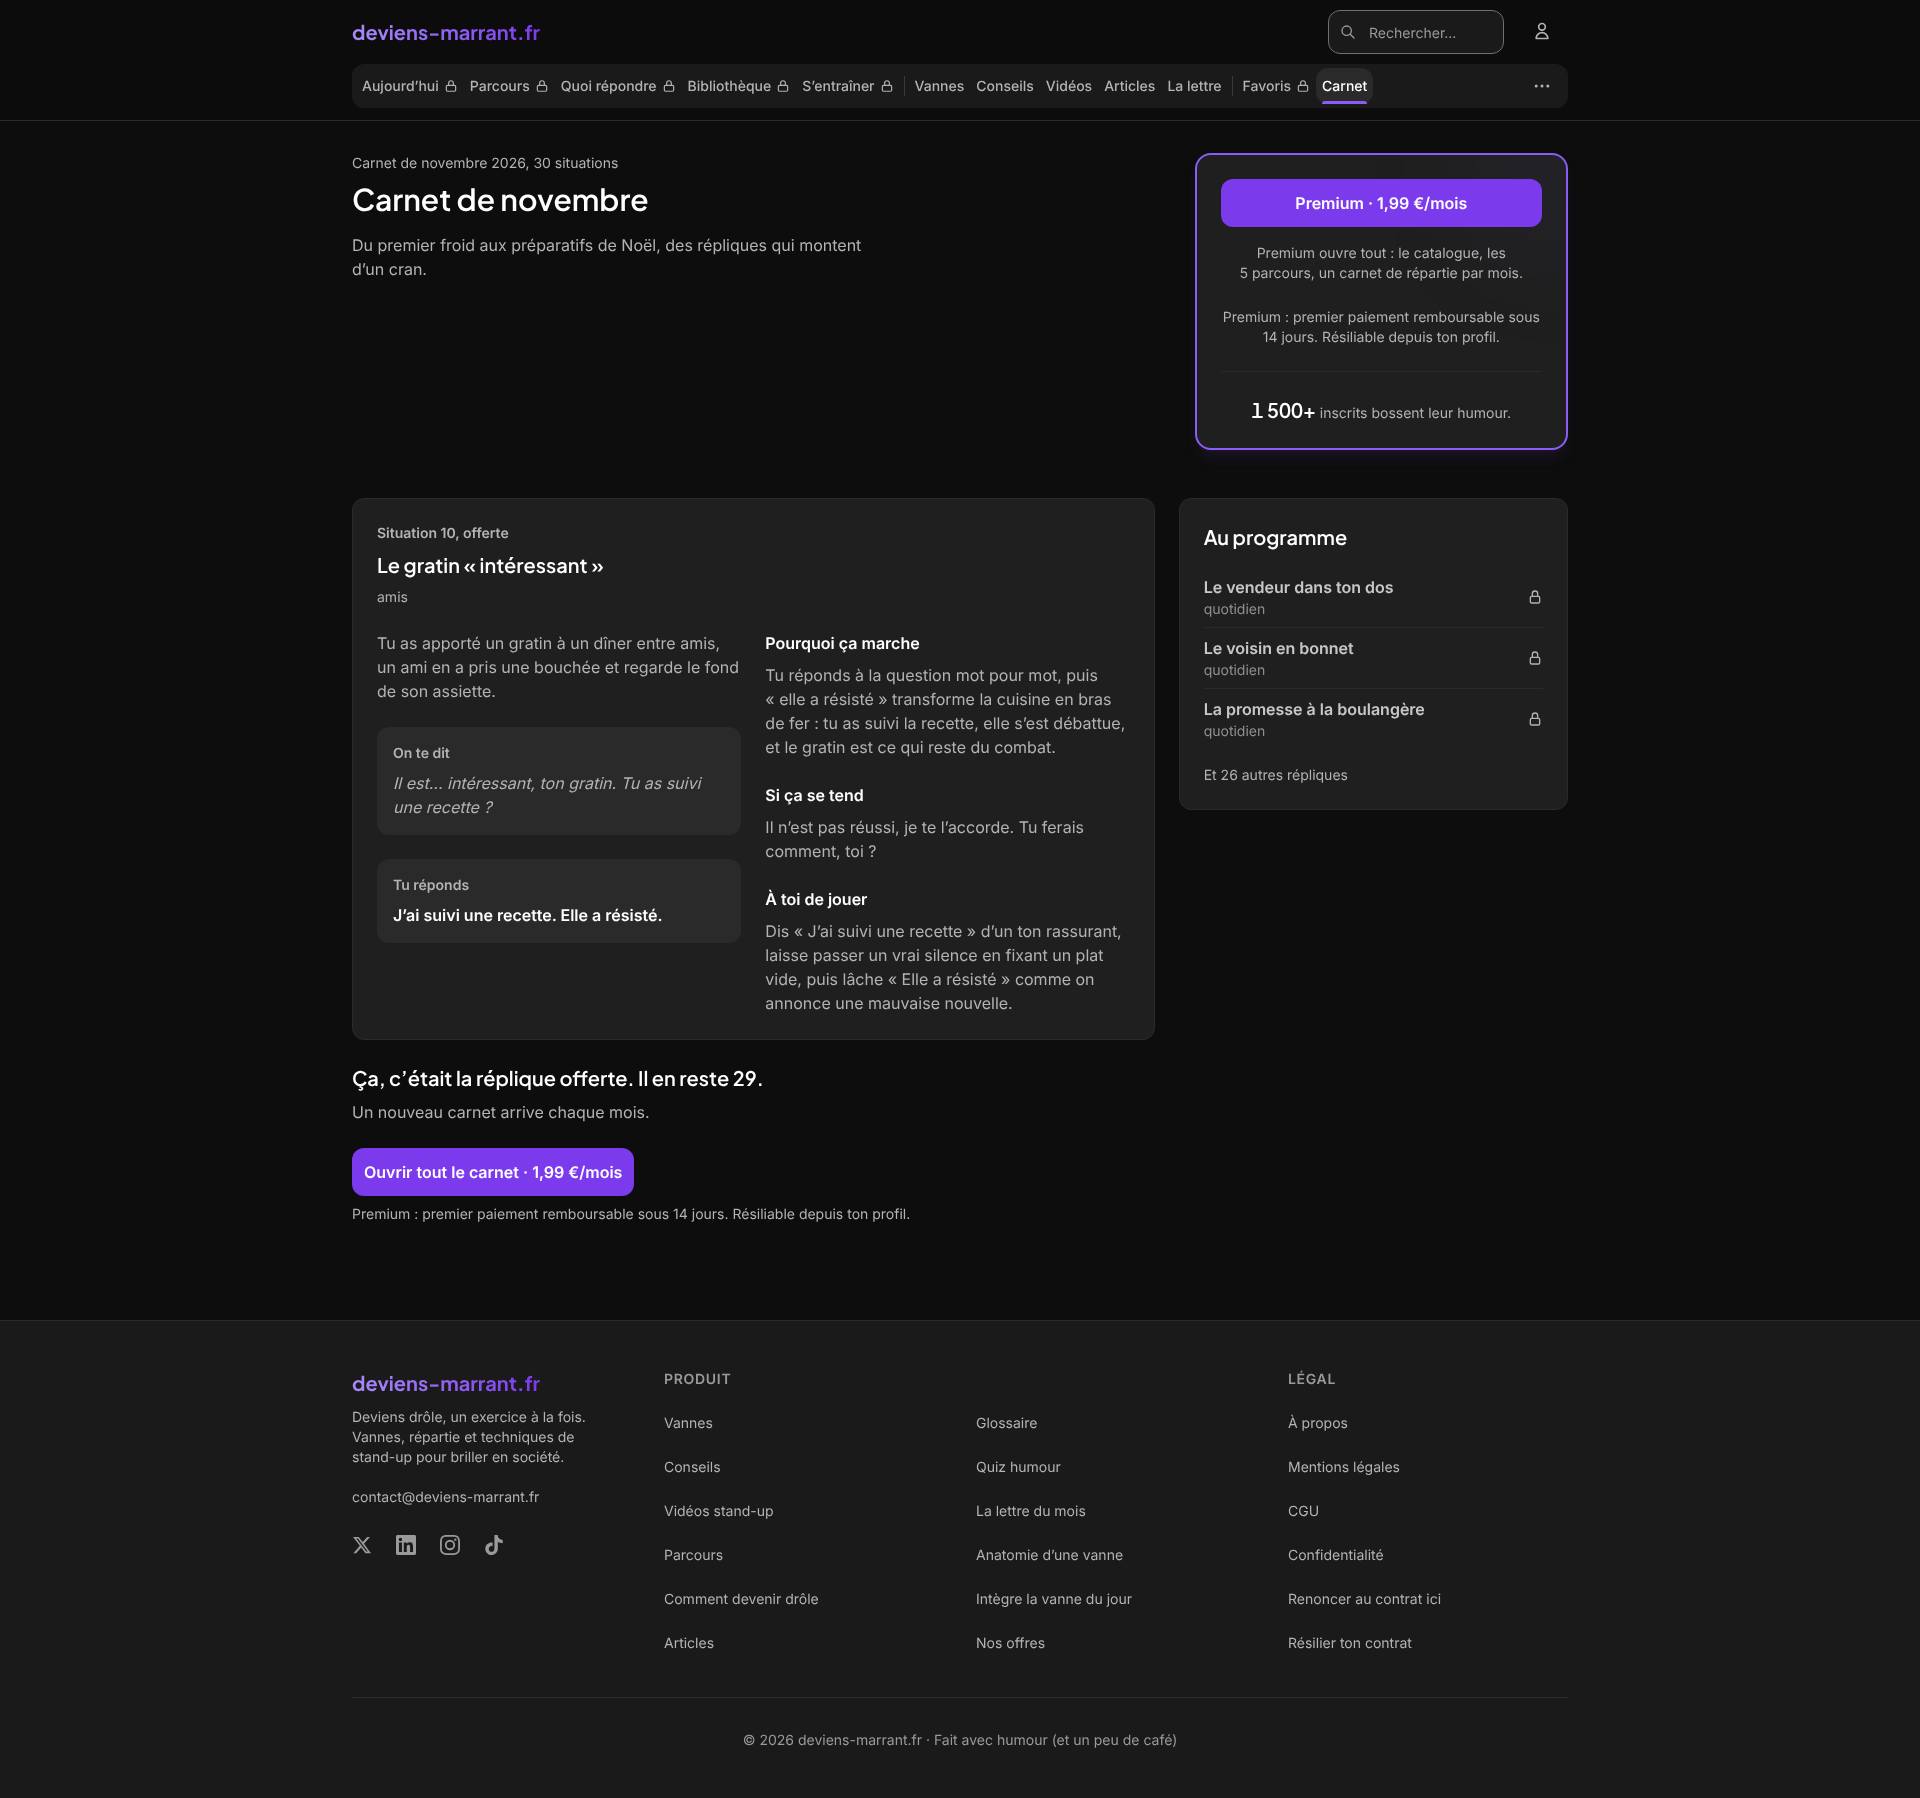 deviens-marrant.fr
Rechercher...
Aujourd’hui
Parcours
Quoi répondre
Bibliothèque
S’entraîner
Vannes
Conseils
Vidéos
Articles
La lettre
Favoris
Carnet
Carnet de novembre 2026, 30 situations
Carnet de novembre
Du premier froid aux préparatifs de Noël, des répliques qui montent
d’un cran.
Premium · 1,99 €/mois
Premium ouvre tout : le catalogue, les
5 parcours, un carnet de répartie par mois.
Premium : premier paiement remboursable sous
14 jours. Résiliable depuis ton profil.
1 500+ inscrits bossent leur humour.
Situation 10, offerte
Le gratin « intéressant »
amis
Tu as apporté un gratin à un dîner entre amis,
un ami en a pris une bouchée et regarde le fond
de son assiette.
On te dit
Il est... intéressant, ton gratin. Tu as suivi
une recette ?
Tu réponds
J’ai suivi une recette. Elle a résisté.
Pourquoi ça marche
Tu réponds à la question mot pour mot, puis
« elle a résisté » transforme la cuisine en bras
de fer : tu as suivi la recette, elle s’est débattue,
et le gratin est ce qui reste du combat.
Si ça se tend
Il n’est pas réussi, je te l’accorde. Tu ferais
comment, toi ?
À toi de jouer
Dis « J’ai suivi une recette » d’un ton rassurant,
laisse passer un vrai silence en fixant un plat
vide, puis lâche « Elle a résisté » comme on
annonce une mauvaise nouvelle.
Au programme
Le vendeur dans ton dos
quotidien
Le voisin en bonnet
quotidien
La promesse à la boulangère
quotidien
Et 26 autres répliques
Ça, c’était la réplique offerte. Il en reste 29.
Un nouveau carnet arrive chaque mois.
Ouvrir tout le carnet · 1,99 €/mois
Premium : premier paiement remboursable sous 14 jours. Résiliable depuis ton profil.
deviens-marrant.fr
Deviens drôle, un exercice à la fois.
Vannes, répartie et techniques de
stand-up pour briller en société.
contact@deviens-marrant.fr
PRODUIT
Vannes
Conseils
Vidéos stand-up
Parcours
Comment devenir drôle
Articles
Glossaire
Quiz humour
La lettre du mois
Anatomie d’une vanne
Intègre la vanne du jour
Nos offres
LÉGAL
À propos
Mentions légales
CGU
Confidentialité
Renoncer au contrat ici
Résilier ton contrat
© 2026 deviens-marrant.fr · Fait avec humour (et un peu de café)